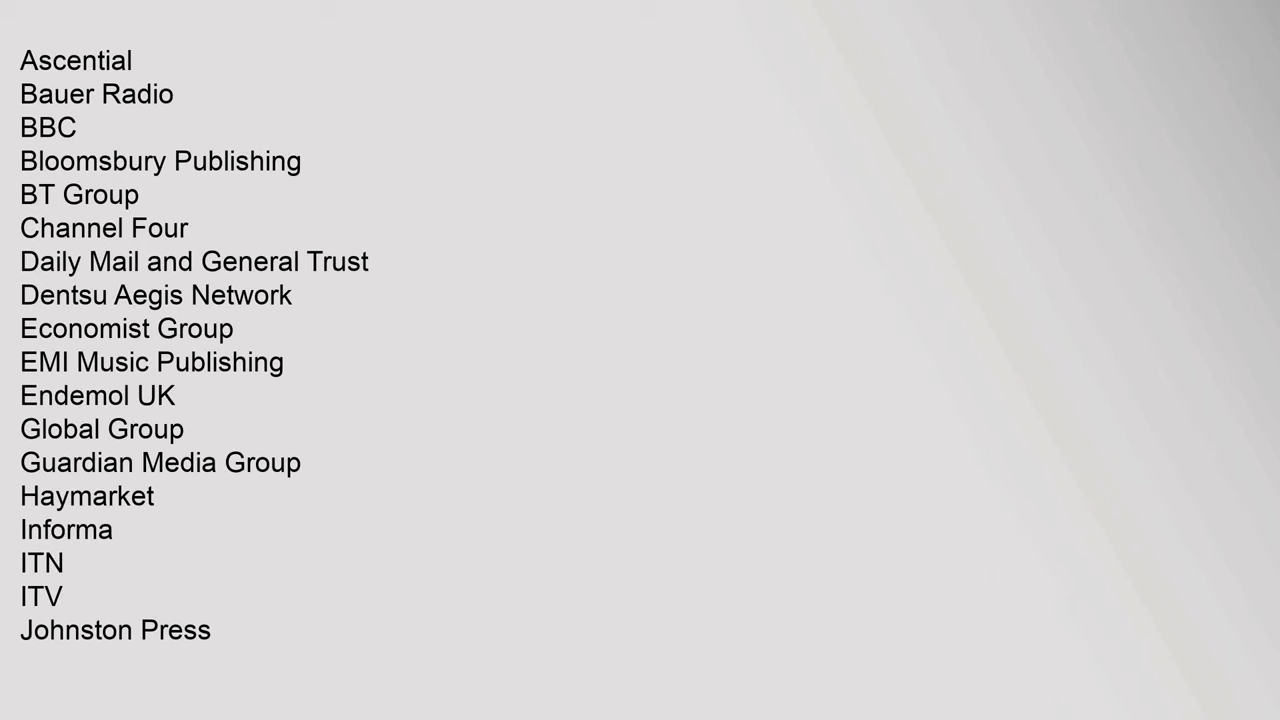 Ascential
Bauer Radio
BBC
Bloomsbury Publishing
BT Group
Channel Four
Daily Mail and General Trust
Dentsu Aegis Network
Economist Group
EMI Music Publishing
Endemol UK
Global Group
Guardian Media Group
Haymarket
Informa
ITN
ITV
Johnston Press